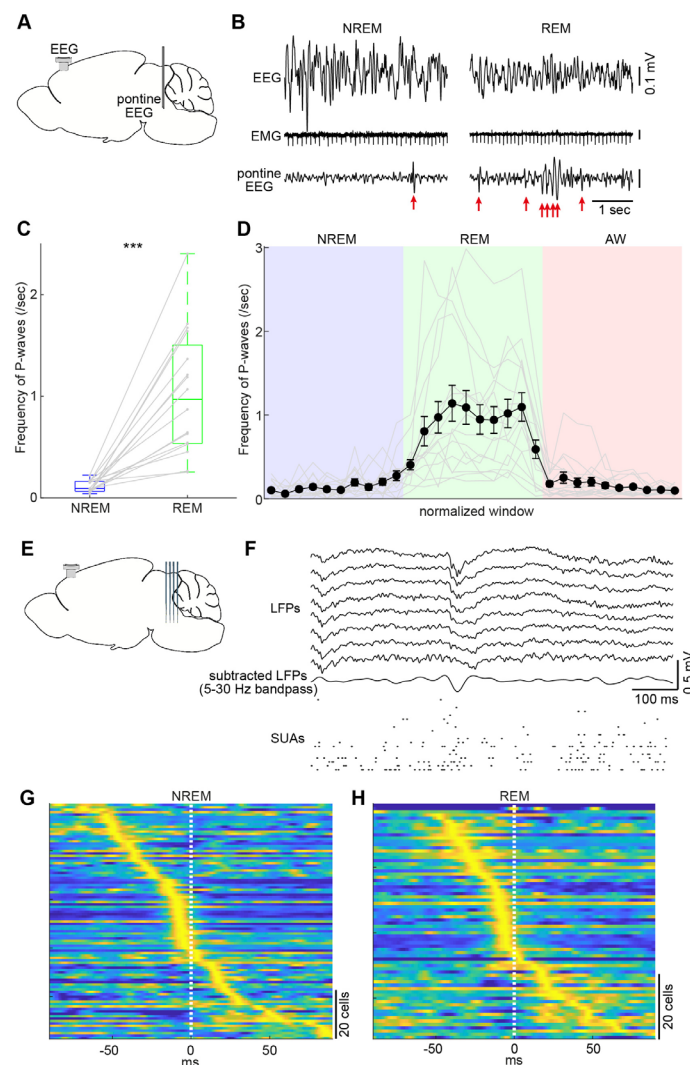 A
EEG
pontine
EEG
B
NREM
REM
EEG
0.1 mV
EMG
pontine
EEG
1 sec
C
***
Frequency of P-waves (/sec)
2
1
0
NREM
REM
D
NREM
REM
AW
Frequency of P-waves (/sec)
3
2
1
0
normalized window
E
F
LFPs
subtracted LFPs
(5-30 Hz bandpass)
0.5 mV
100 ms
SUAs
G
NREM
20 cells
-50
0
50
ms
H
REM
20 cells
-50
0
50
ms